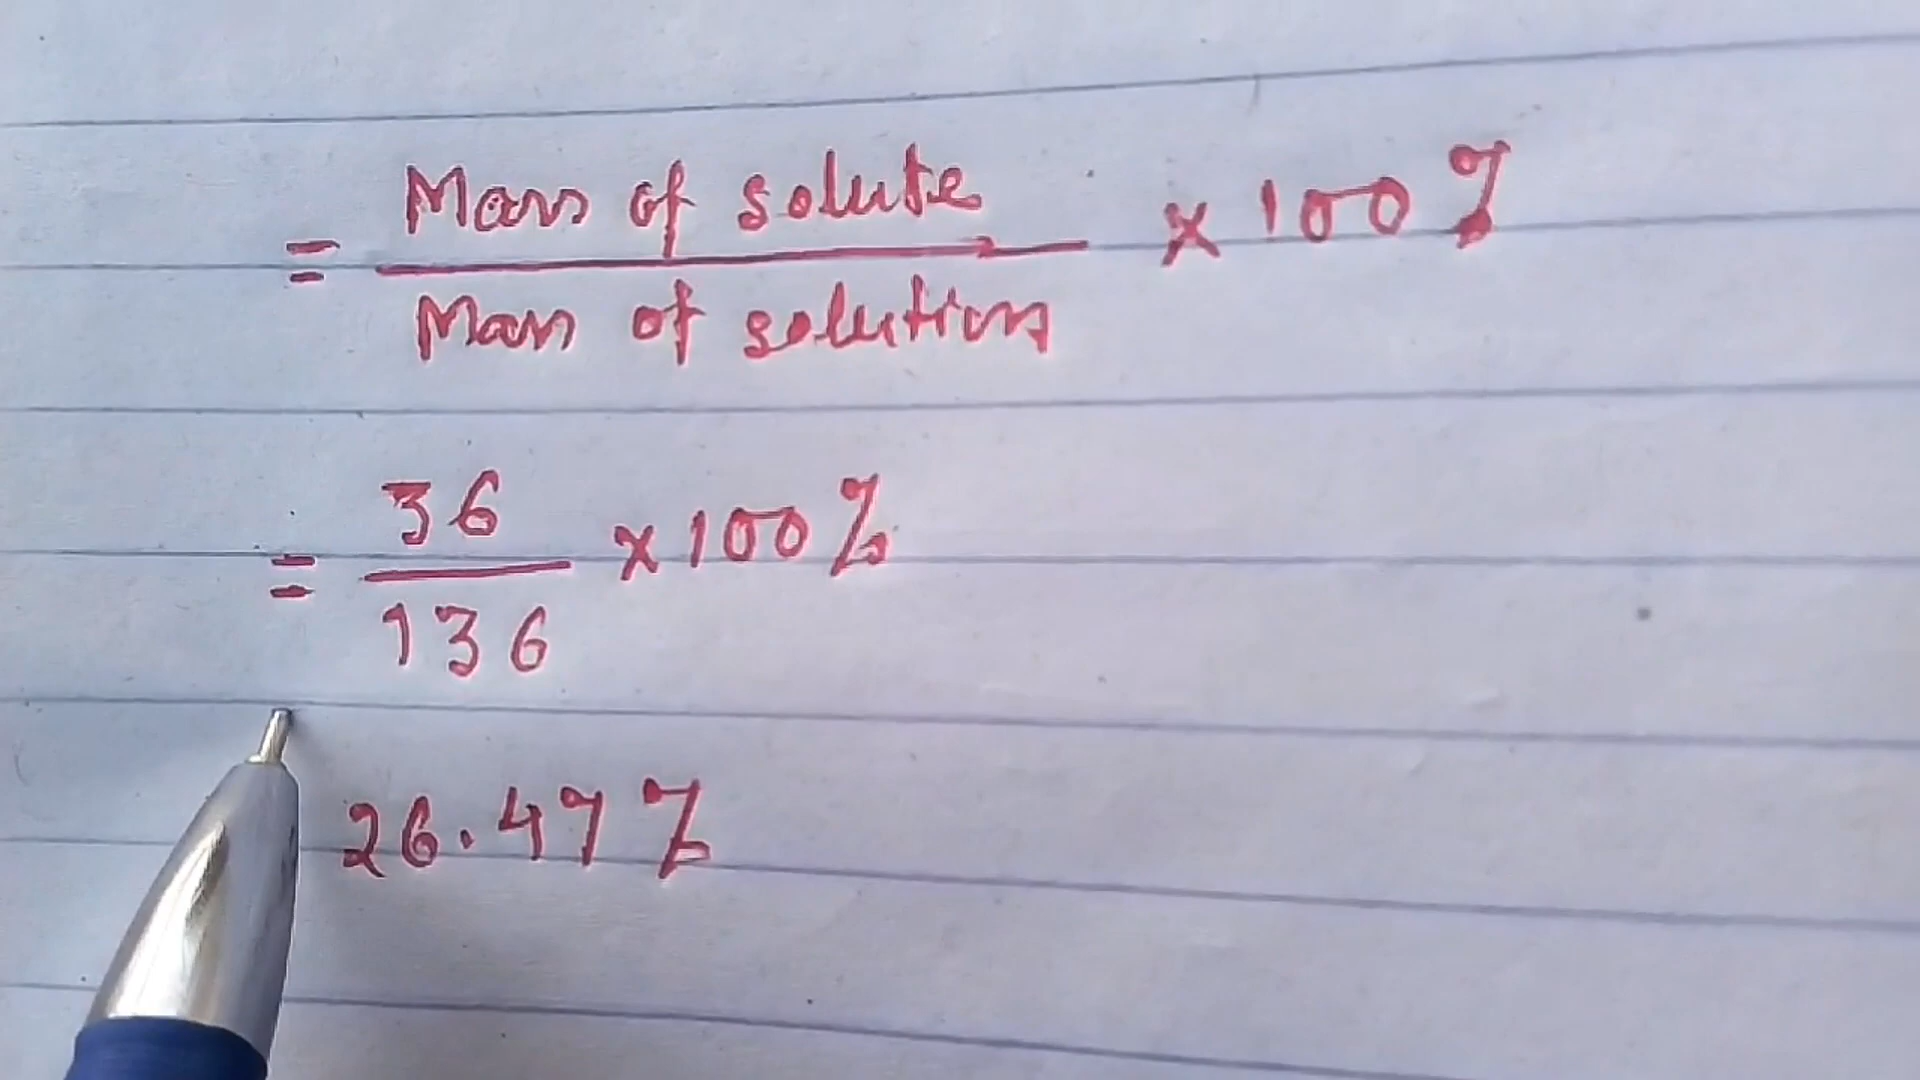 = Mass of solute / Mass of solution × 100%
= 36 / 136 × 100%
26.47%